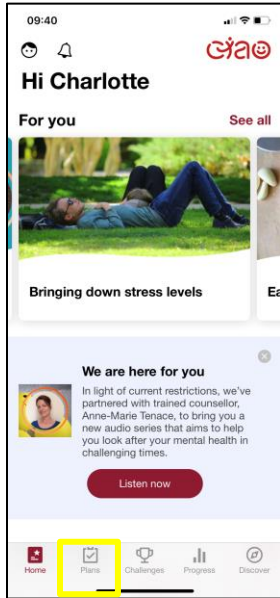 09:40
ciao
Hi Charlotte
For you See all
Bringing down stress levels
Ea
We are here for you
In light of current restrictions, we've
partnered with trained counsellor,
Anne-Marie Tenace, to bring you a
new audio series that aims to help
you look after your mental health in
challenging times.
Listen now
Home Plans Challenges Progress Discover